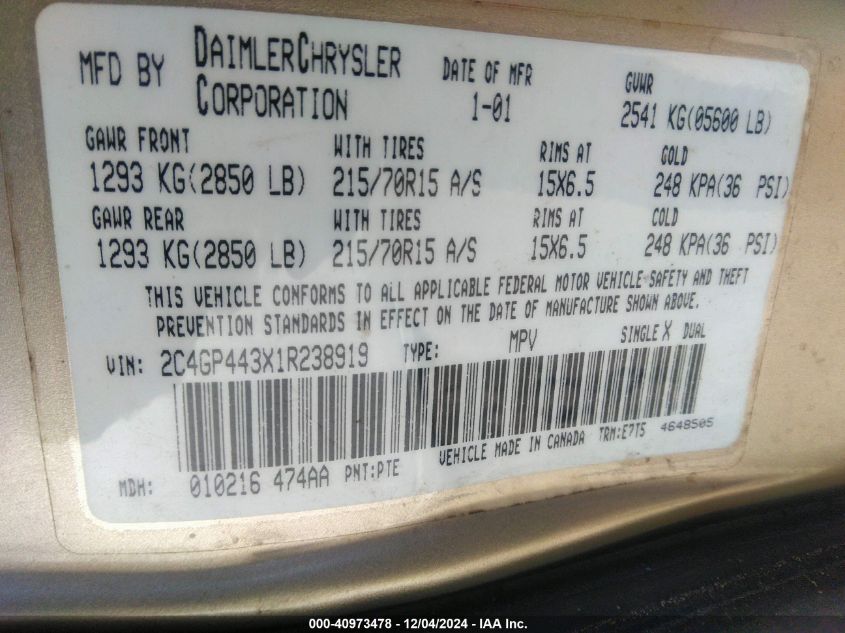 MFD BY DAIMLERCHRYSLER CORPORATION DATE OF MFR 1-01 GVWR 2541 KG(05600 LB)
GAWR FRONT WITH TIRES RIMS AT COLD
1293 KG(2850 LB) 215/70R15 A/S 15X6.5 248 KPA(36 PSI)
GAWR REAR WITH TIRES RIMS AT COLD
1293 KG(2850 LB) 215/70R15 A/S 15X6.5 248 KPA(36 PSI)
THIS VEHICLE CONFORMS TO ALL APPLICABLE FEDERAL MOTOR VEHICLE SAFETY AND THEFT
PREVENTION STANDARDS IN EFFECT ON THE DATE OF MANUFACTURE SHOWN ABOVE.
VIN: 2C4GP443X1R238919 TYPE: MPV SINGLE X DUAL
MDH: 010216 474AA PNT:PTE VEHICLE MADE IN CANADA TRM:E7T5 4648505
000-40973478 - 12/04/2024 - IAA Inc.